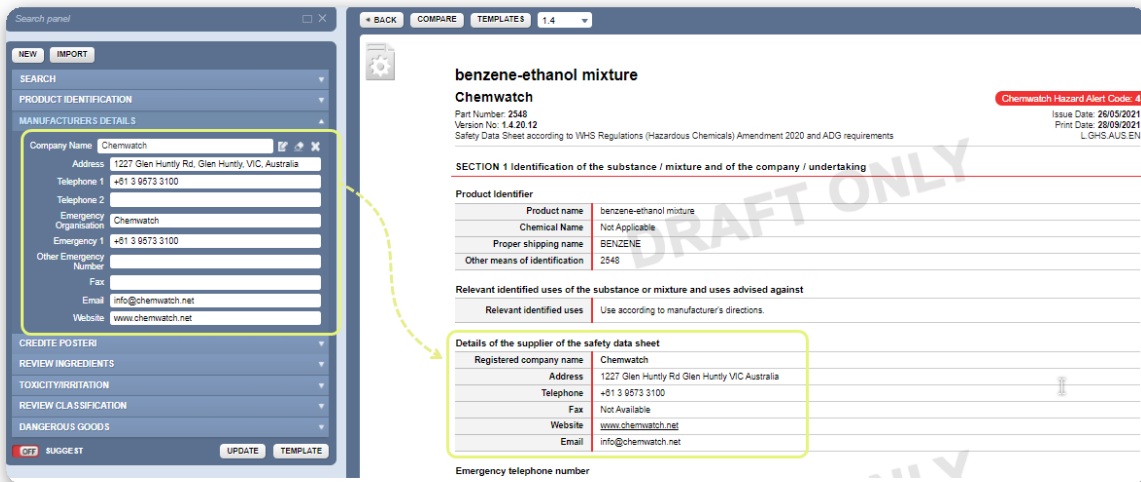 Search panel
NEW IMPORT
SEARCH
PRODUCT IDENTIFICATION
MANUFACTURERS DETAILS
Company Name Chemwatch
Address 1227 Glen Huntly Rd, Glen Huntly, VIC, Australia
Telephone 1 +61 3 9573 3100
Telephone 2
Emergency Organisation Chemwatch
Emergency 1 +61 3 9573 3100
Other Emergency Number
Fax
Email info@chemwatch.net
Website www.chemwatch.net
CREDITE POSTERI
REVIEW INGREDIENTS
TOXICITY/IRRITATION
REVIEW CLASSIFICATION
DANGEROUS GOODS
OFF SUGGEST UPDATE TEMPLATE
BACK COMPARE TEMPLATES 1.4
benzene-ethanol mixture
Chemwatch
Chemwatch Hazard Alert Code: 4
Part Number: 2548
Issue Date: 26/05/2021
Version No: 1.4.20.12
Print Date: 28/09/2021
Safety Data Sheet according to WHS Regulations (Hazardous Chemicals) Amendment 2020 and ADG requirements
L.GHS.AUS.EN
SECTION 1 Identification of the substance / mixture and of the company / undertaking
Product Identifier
Product name benzene-ethanol mixture
Chemical Name Not Applicable
Proper shipping name BENZENE
Other means of identification 2548
DRAFT ONLY
Relevant identified uses of the substance or mixture and uses advised against
Relevant identified uses Use according to manufacturer's directions.
Details of the supplier of the safety data sheet
Registered company name Chemwatch
Address 1227 Glen Huntly Rd Glen Huntly VIC Australia
Telephone +61 3 9573 3100
Fax Not Available
Website www.chemwatch.net
Email info@chemwatch.net
Emergency telephone number